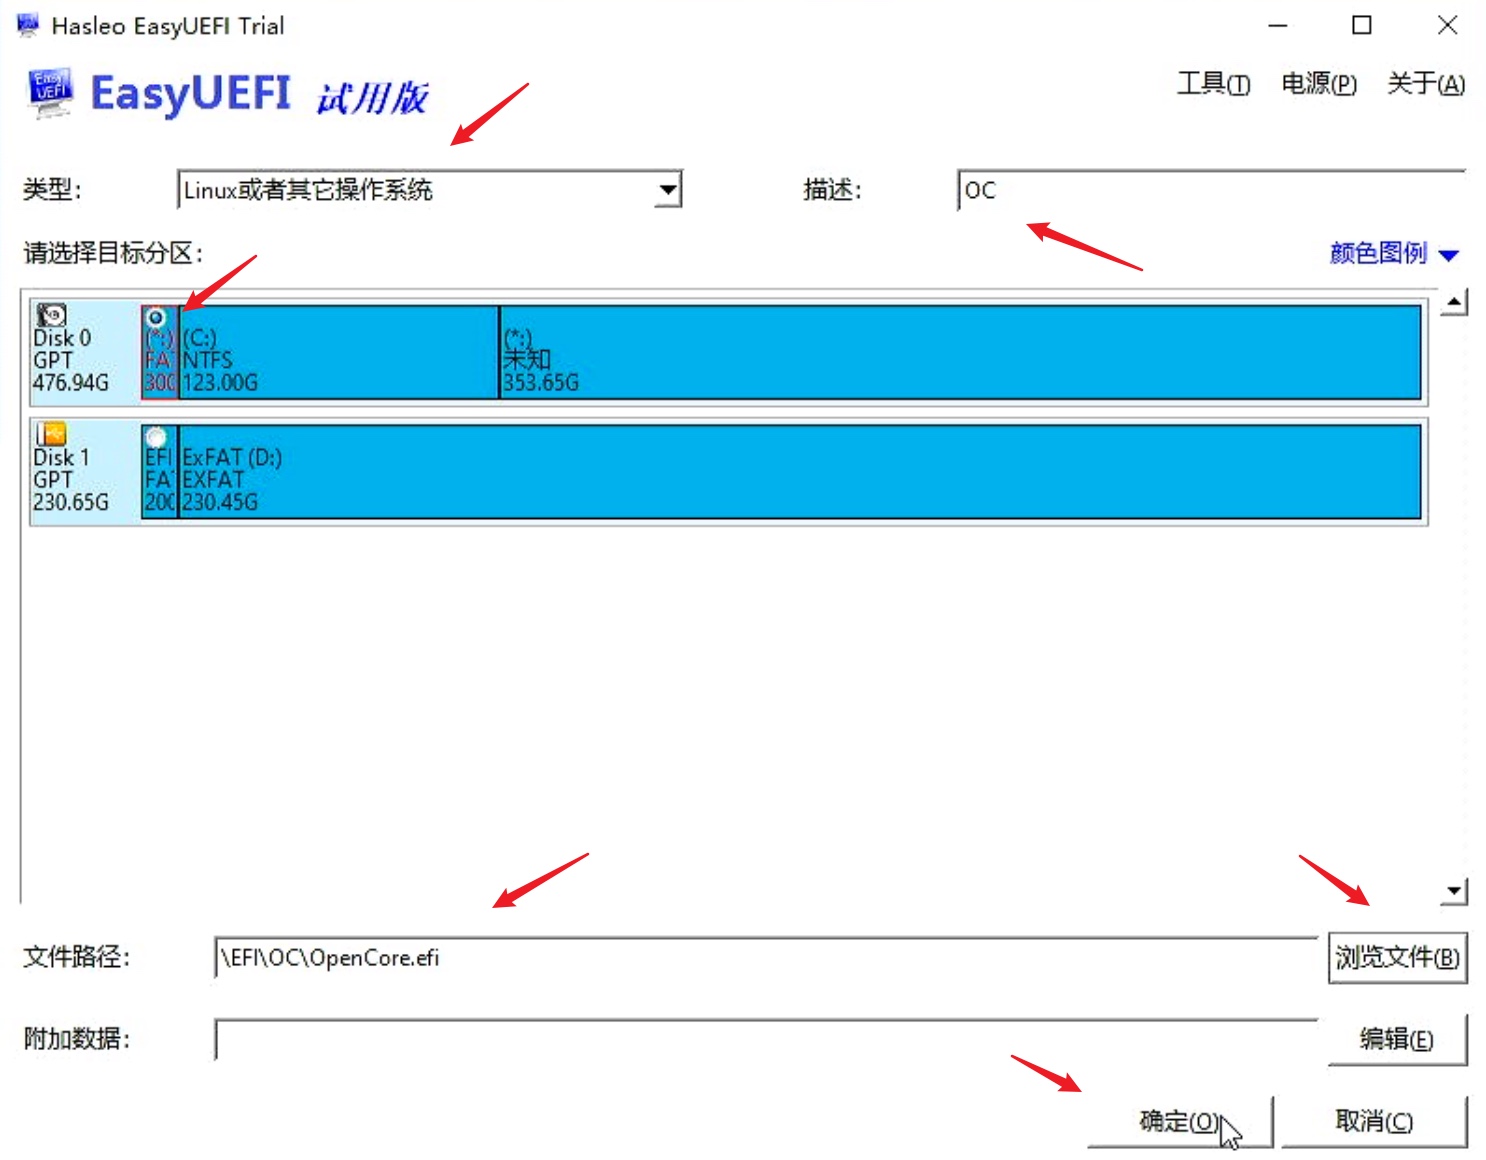 Hasleo EasyUEFI Trial
EasyUEFI 试用版
工具(T) 电源(P) 关于(A)
类型: Linux或者其它操作系统 描述: OC
请选择目标分区: 颜色图例
Disk 0
GPT
476.94G
(*:)
FA
300
(C:)
NTFS
123.00G
(*:)
未知
353.65G
Disk 1
GPT
230.65G
EFI
FA
200
ExFAT (D:)
EXFAT
230.45G
文件路径: \EFI\OC\OpenCore.efi 浏览文件(B)
附加数据: 编辑(E)
确定(O) 取消(C)